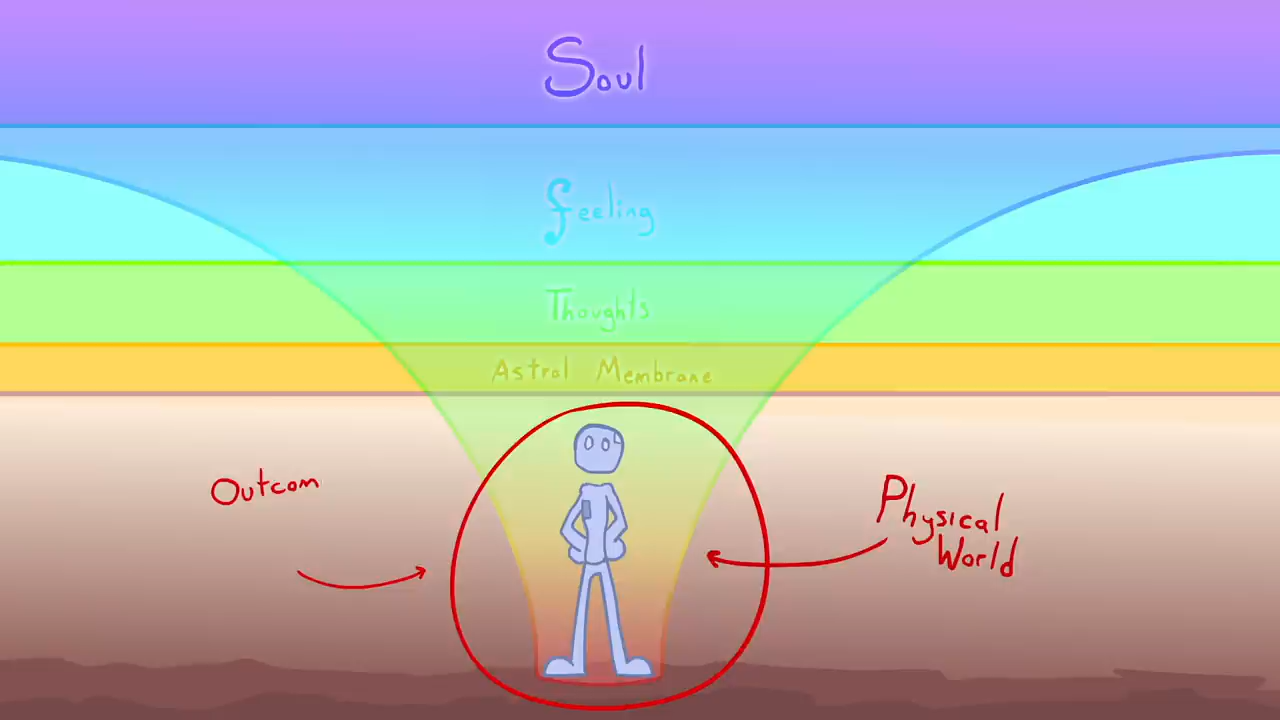 Soul
feeling
Thoughts
Astral Membrane
Outcom
Physical
World